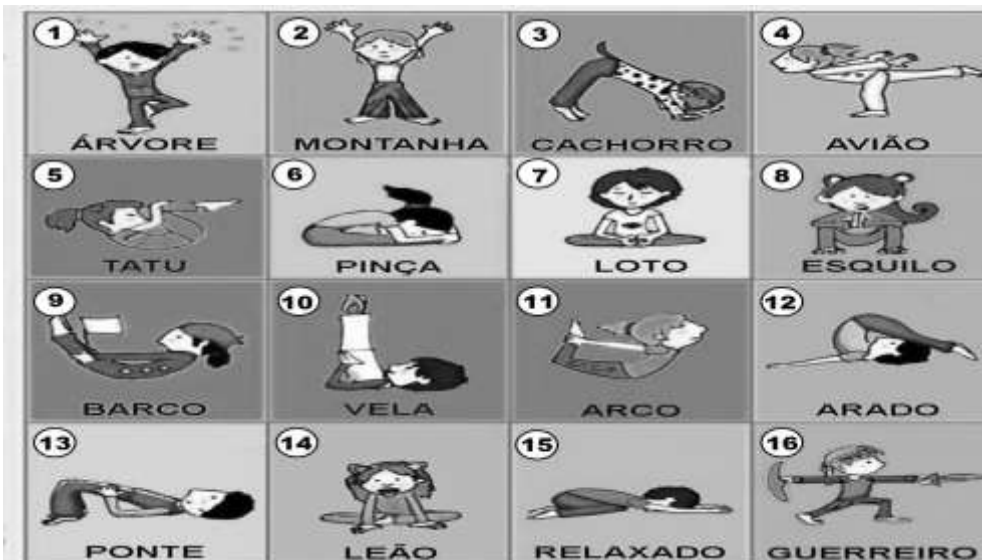 1
ÁRVORE
2
MONTANHA
3
CACHORRO
4
AVIÃO
5
TATU
6
PINÇA
7
LOTO
8
ESQUILO
9
BARCO
10
VELA
11
ARCO
12
ARADO
13
PONTE
14
LEÃO
15
RELAXADO
16
GUERREIRO